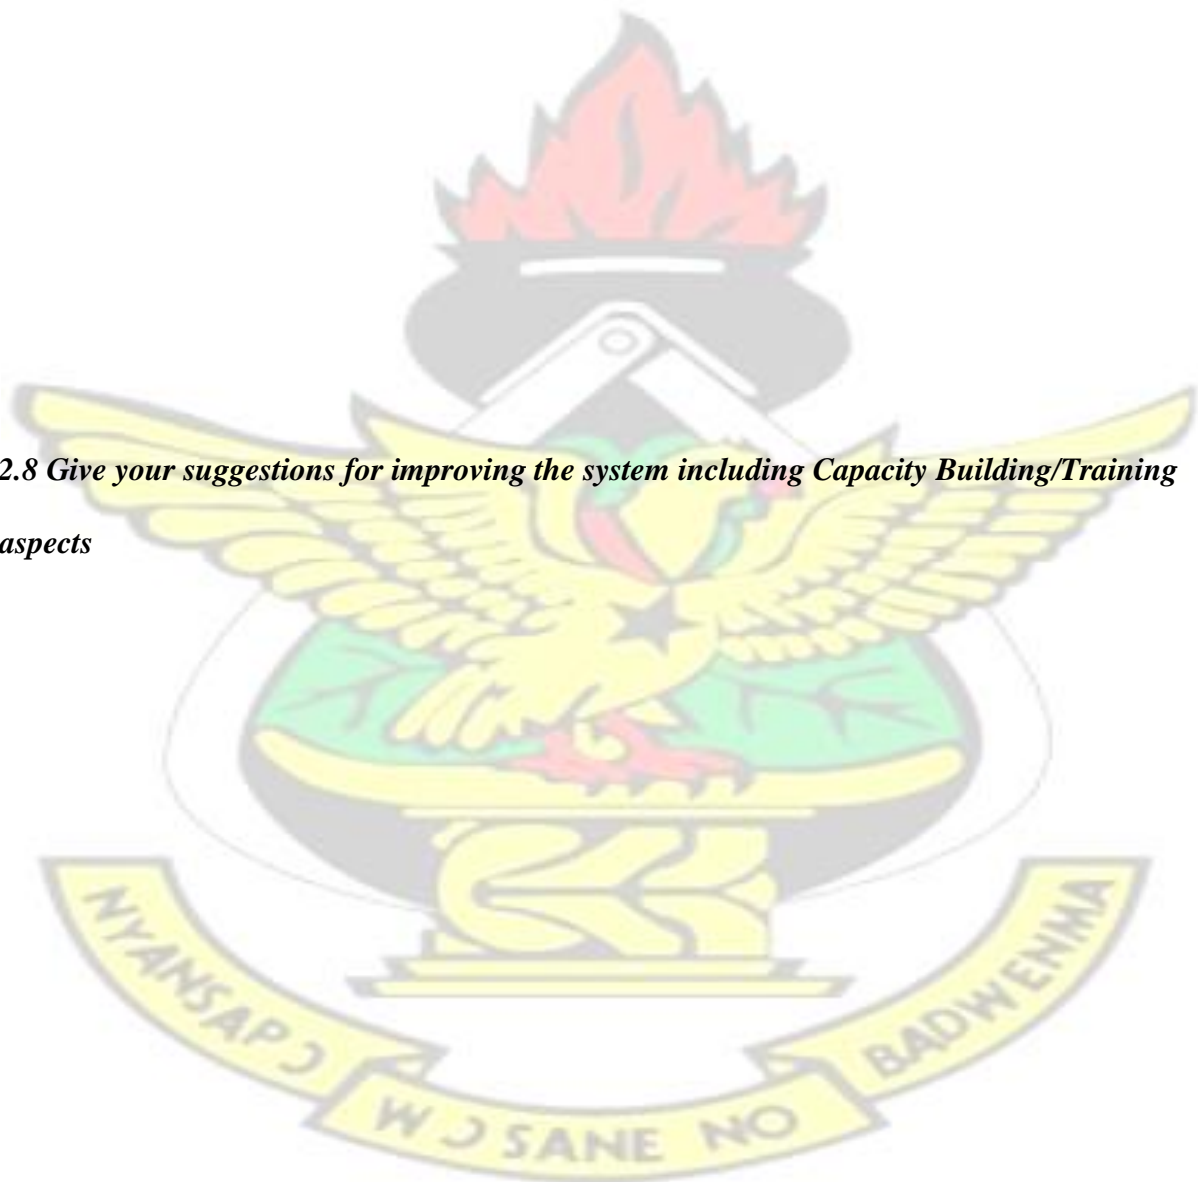 2.8 Give your suggestions for improving the system including Capacity Building/Training
aspects
NYANSAPƆ
WƆSANE NO
BADWENMA